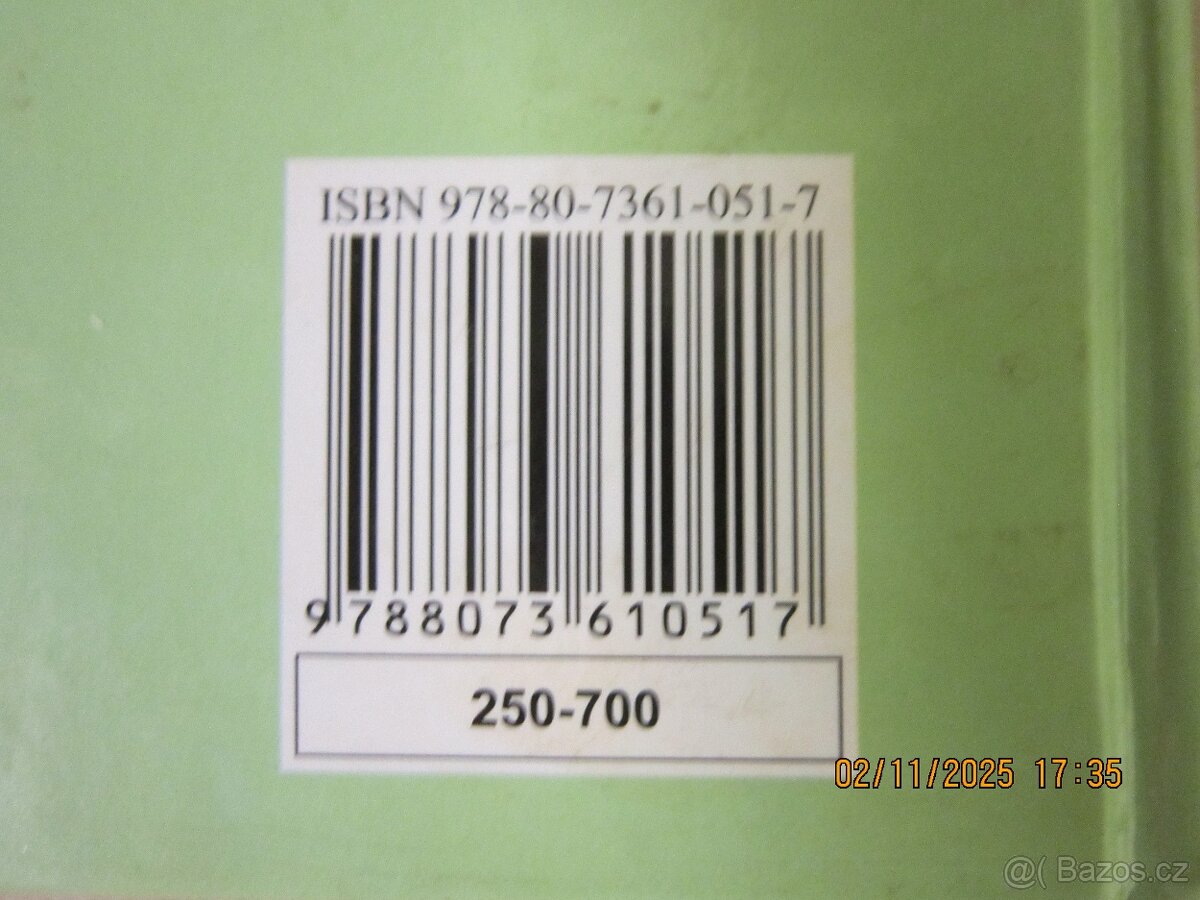 ISBN 978-80-7361-051-7
9 788073 610517
250-700
02/11/2025 17:35
@( Bazos.cz